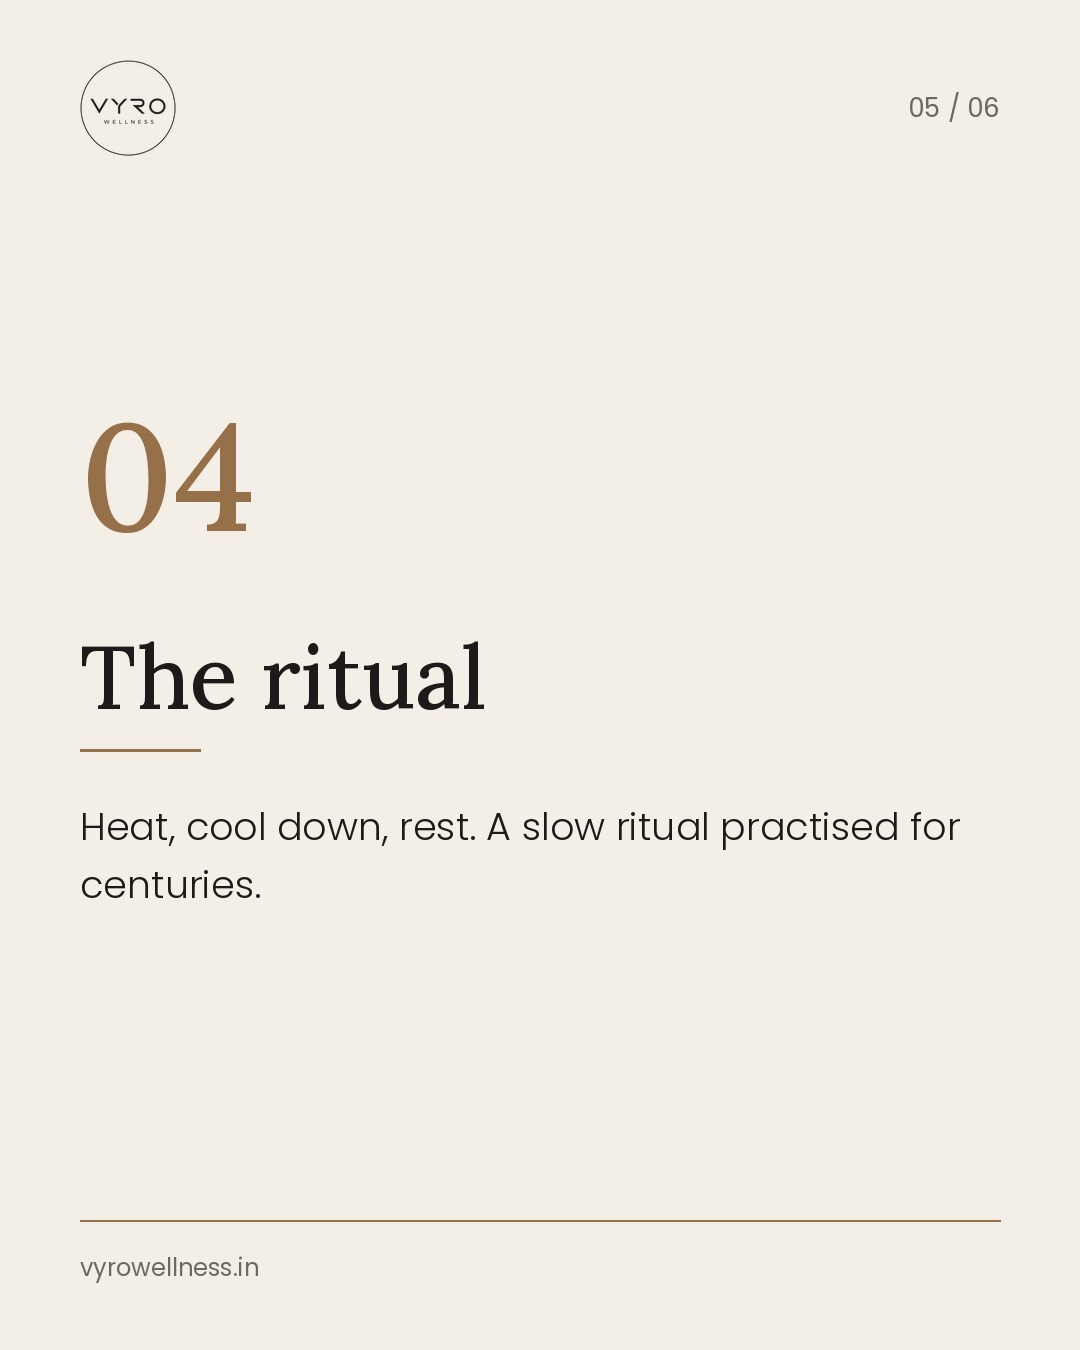 VYRO
WELLNESS
05 / 06
04
The ritual
Heat, cool down, rest. A slow ritual practised for
centuries.
vyrowellness.in